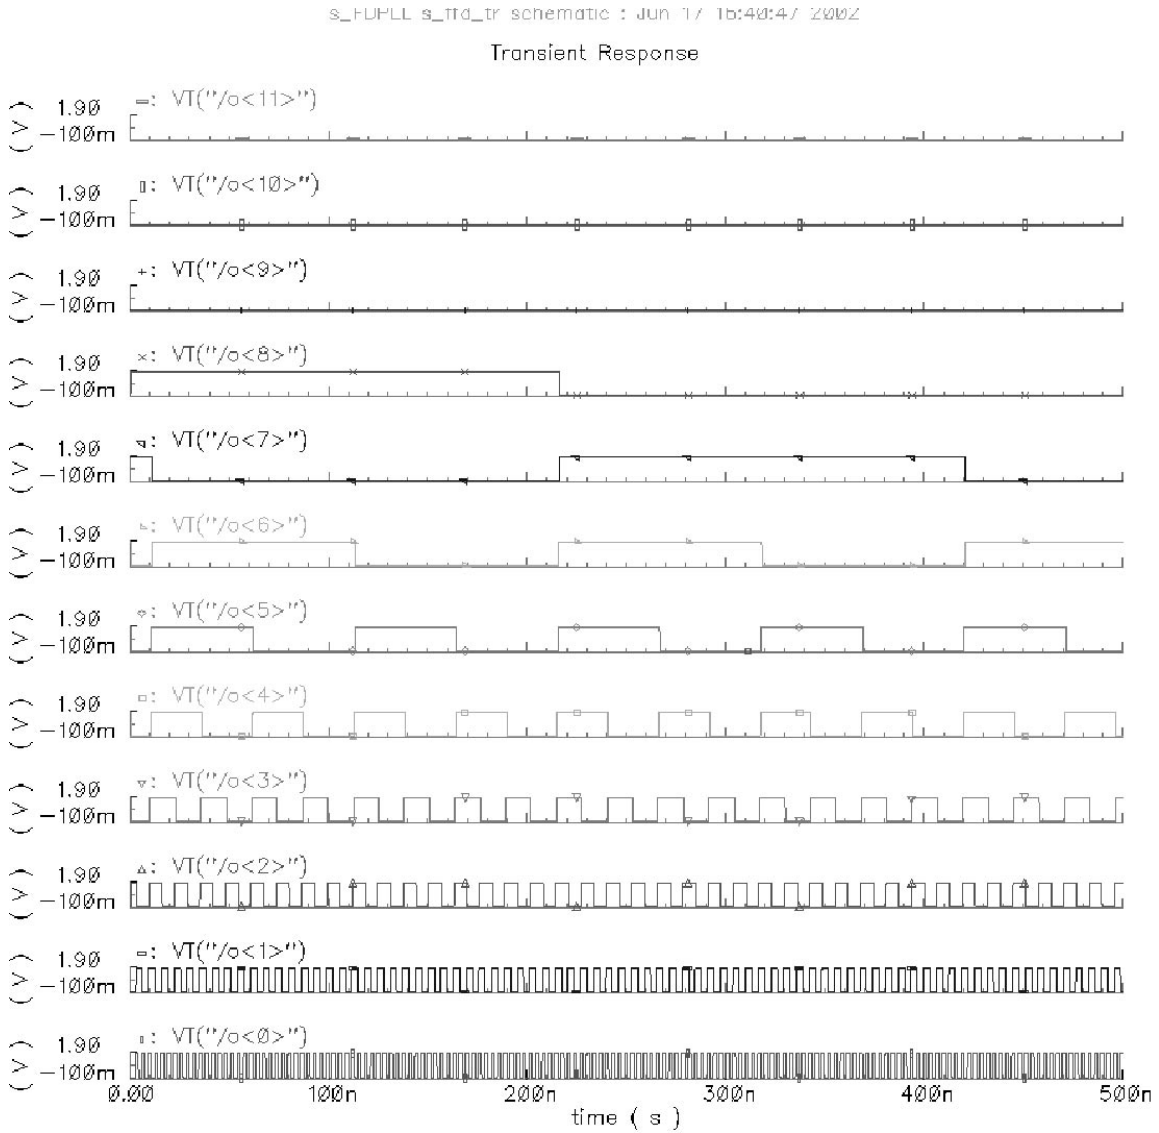 s_FDPLL s_ffd_tr schematic : Jun 17 16:40:47 2002
Transient Response
-: VT("/o<11>")
(V) 1.90
-100m
▯: VT("/o<10>")
(V) 1.90
-100m
+: VT("/o<9>")
(V) 1.90
-100m
×: VT("/o<8>")
(V) 1.90
-100m
: VT("/o<7>")
(V) 1.90
-100m
: VT("/o<6>")
(V) 1.90
-100m
: VT("/o<5>")
(V) 1.90
-100m
□: VT("/o<4>")
(V) 1.90
-100m
▽: VT("/o<3>")
(V) 1.90
-100m
△: VT("/o<2>")
(V) 1.90
-100m
: VT("/o<1>")
(V) 1.90
-100m
▯: VT("/o<0>")
(V) 1.90
-100m
0.00 100n 200n 300n 400n 500n
time ( s )